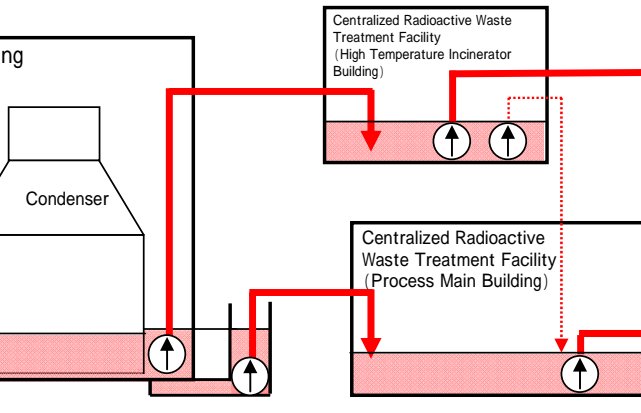 ng
Condenser
Centralized Radioactive Waste
Treatment Facility
(High Temperature Incinerator
Building)
Centralized Radioactive
Waste Treatment Facility
(Process Main Building)